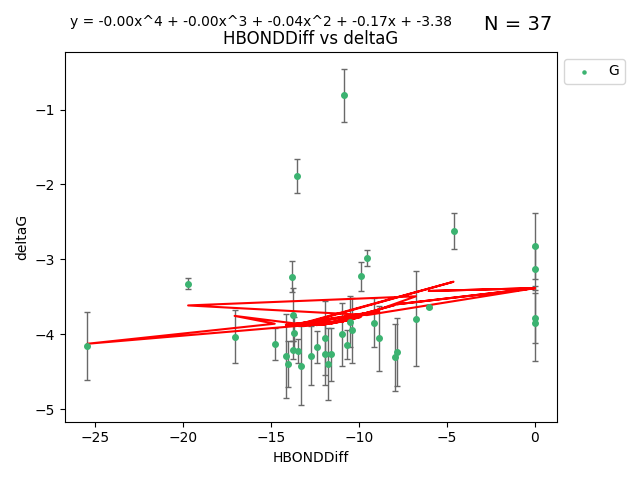 y = -0.00x^4 + -0.00x^3 + -0.04x^2 + -0.17x + -3.38
N = 37
HBONDDiff vs deltaG
G
−1
−2
−3
−4
−5
deltaG
−25
−20
−15
−10
−5
0
HBONDDiff